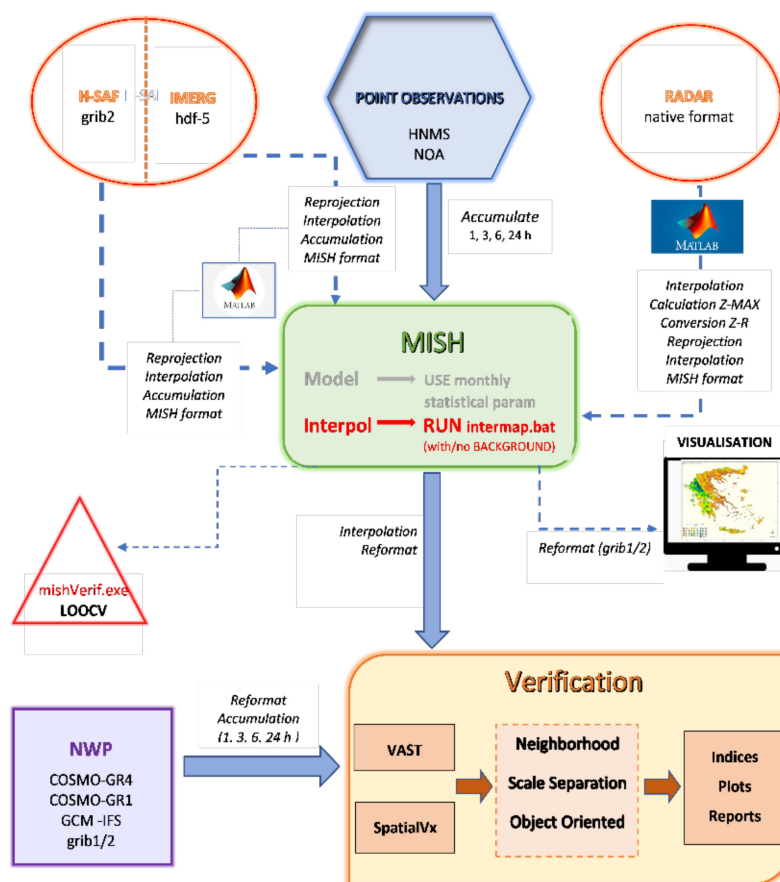 H-SAF
grib2
IMERG
hdf-5
POINT OBSERVATIONS
HNMS
NOA
RADAR
native format
Reprojection
Interpolation
Accumulation
MISH format
Accumulate
1, 3, 6, 24 h
MATLAB
MATLAB
Interpolation
Calculation Z-MAX
Conversion Z-R
Reprojection
Interpolation
MISH format
Reprojection
Interpolation
Accumulation
MISH format
MISH
Model
USE monthly
statistical param
Interpol
RUN intermap.bat
(with/no BACKGROUND)
VISUALISATION
Interpolation
Reformat
Reformat (grib1/2)
mishVerif.exe
LOOCV
Verification
Reformat
Accumulation
(1, 3. 6. 24 h )
NWP
COSMO-GR4
COSMO-GR1
GCM -IFS
grib1/2
VAST
SpatialVx
Neighborhood
Scale Separation
Object Oriented
Indices
Plots
Reports